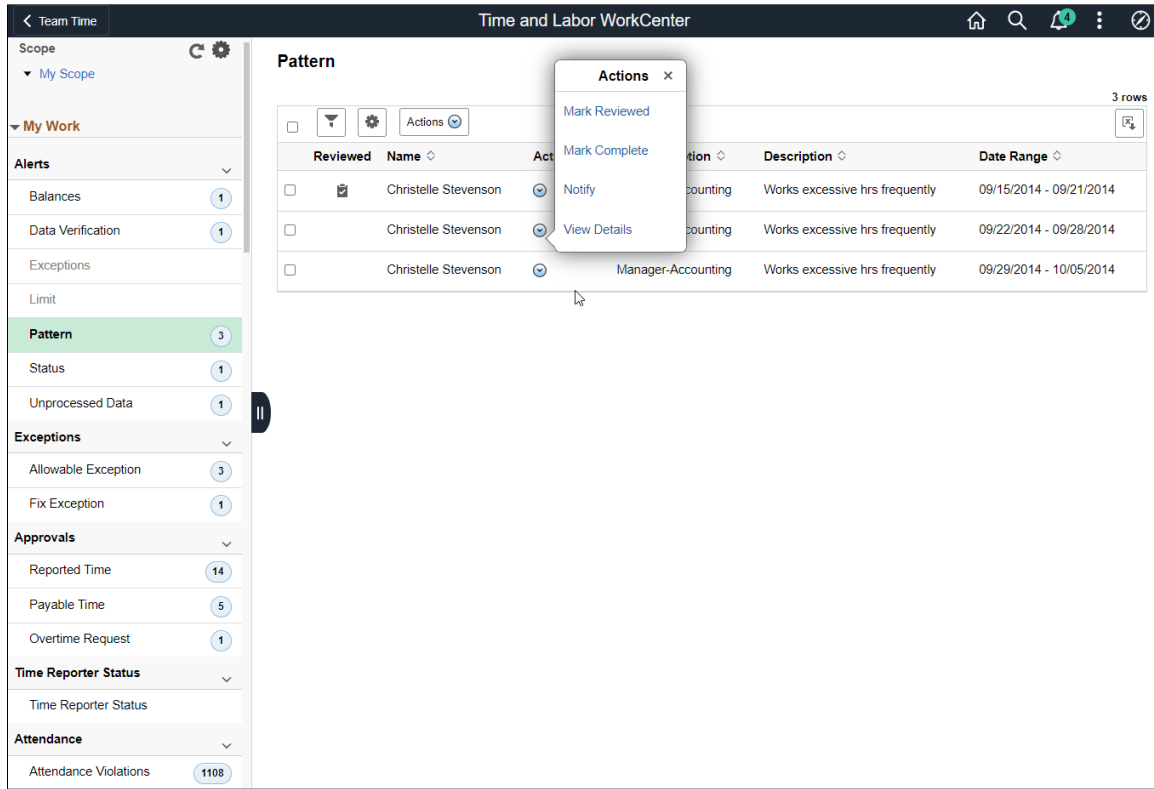 Team Time
Time and Labor WorkCenter
4
Scope
My Scope
My Work
Alerts
Balances 1
Data Verification 1
Exceptions
Limit
Pattern 3
Status 1
Unprocessed Data 1
Exceptions
Allowable Exception 3
Fix Exception 1
Approvals
Reported Time 14
Payable Time 5
Overtime Request 1
Time Reporter Status
Time Reporter Status
Attendance
Attendance Violations 1108
Pattern
3 rows
Actions
Reviewed Name Act tion Description Date Range
Christelle Stevenson counting Works excessive hrs frequently 09/15/2014 - 09/21/2014
Christelle Stevenson counting Works excessive hrs frequently 09/22/2014 - 09/28/2014
Christelle Stevenson Manager-Accounting Works excessive hrs frequently 09/29/2014 - 10/05/2014
Actions ×
Mark Reviewed
Mark Complete
Notify
View Details